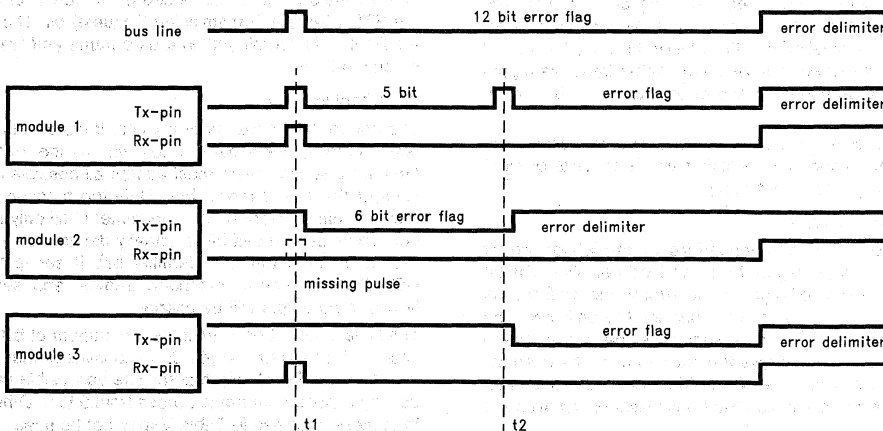 bus line 12 bit error flag error delimiter
module 1 Tx-pin 5 bit error flag error delimiter
Rx-pin
module 2 Tx-pin 6 bit error flag error delimiter
Rx-pin
missing pulse
module 3 Tx-pin error flag error delimiter
Rx-pin
t1 t2